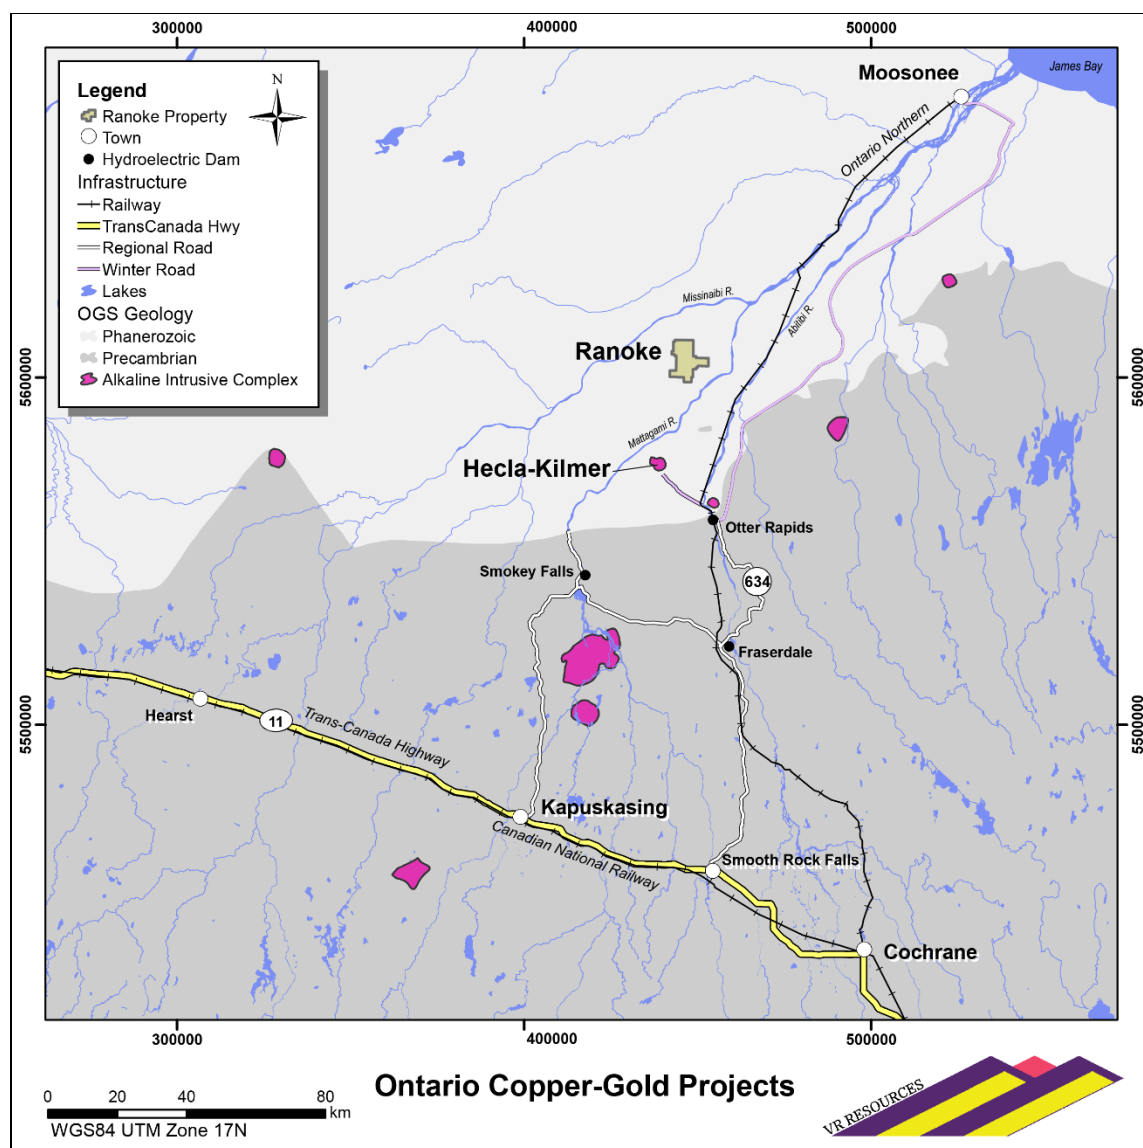 300000
400000
500000
James Bay
Moosonee
Legend
N
Ranoke Property
Town
Hydroelectric Dam
Infrastructure
Railway
TransCanada Hwy
Regional Road
Winter Road
Lakes
OGS Geology
Phanerozoic
Precambrian
Alkaline Intrusive Complex
Ontario Northern
Missinaibi R.
Abitibi R.
Ranoke
5600000
5600000
Mattagami R.
Hecla-Kilmer
Otter Rapids
Smokey Falls
634
Fraserdale
Hearst
11
Trans-Canada Highway
5500000
5500000
Kapuskasing
Canadian National Railway
Smooth Rock Falls
Cochrane
300000
400000
500000
Ontario Copper-Gold Projects
0 20 40 80
km
WGS84 UTM Zone 17N
VR RESOURCES